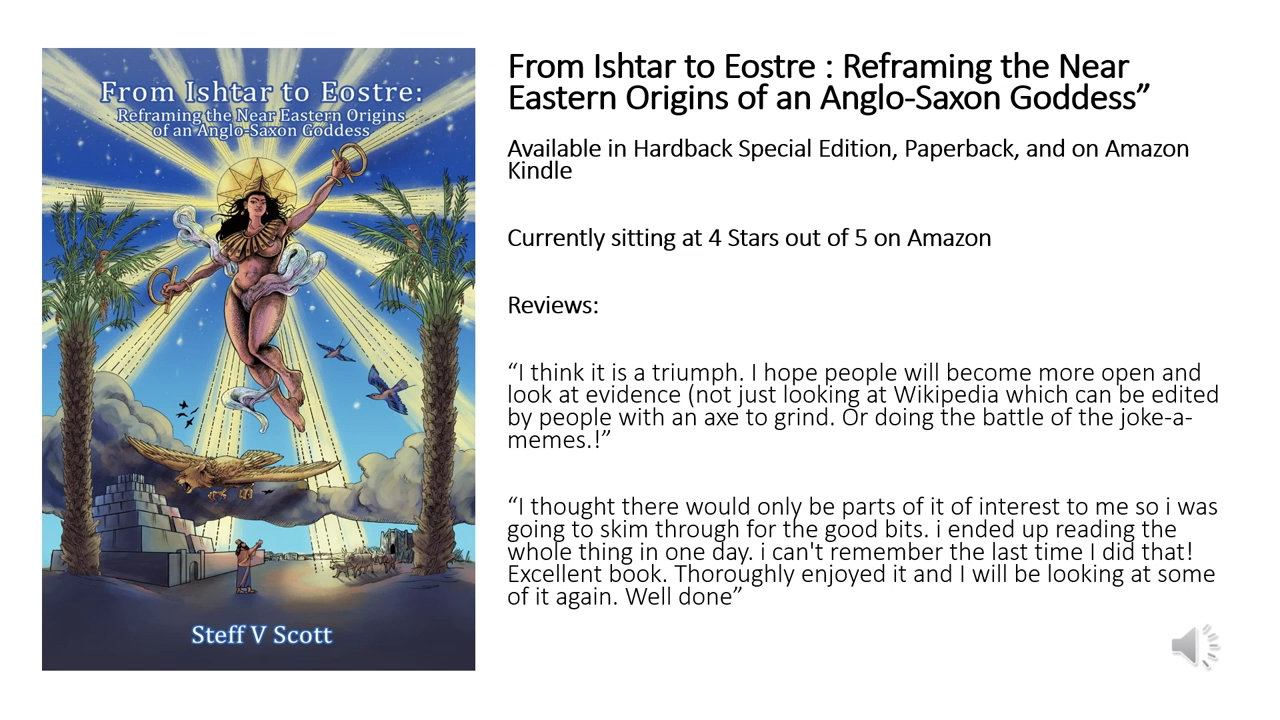 From Ishtar to Eostre:
Reframing the Near Eastern Origins
of an Anglo-Saxon Goddess
Steff V Scott
From Ishtar to Eostre : Reframing the Near
Eastern Origins of an Anglo-Saxon Goddess”
Available in Hardback Special Edition, Paperback, and on Amazon
Kindle
Currently sitting at 4 Stars out of 5 on Amazon
Reviews:
“I think it is a triumph. I hope people will become more open and
look at evidence (not just looking at Wikipedia which can be edited
by people with an axe to grind. Or doing the battle of the joke-a-
memes.!”
“I thought there would only be parts of it of interest to me so i was
going to skim through for the good bits. i ended up reading the
whole thing in one day. i can't remember the last time I did that!
Excellent book. Thoroughly enjoyed it and I will be looking at some
of it again. Well done”